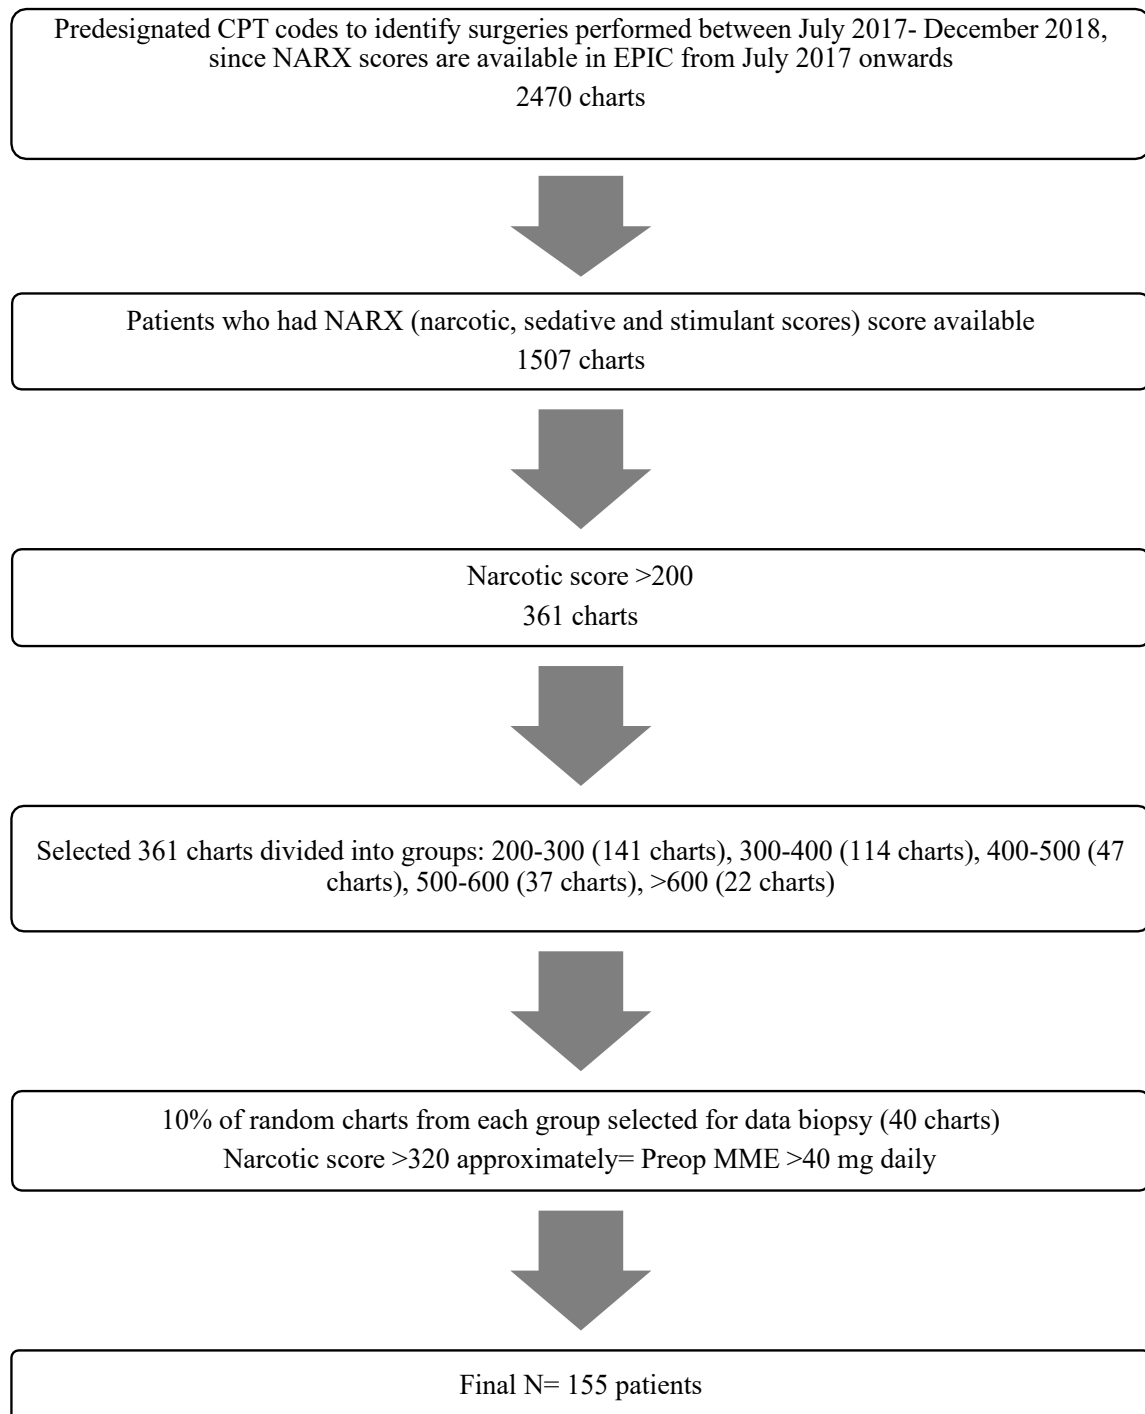 Predesignated CPT codes to identify surgeries performed between July 2017- December 2018,
since NARX scores are available in EPIC from July 2017 onwards
2470 charts
Patients who had NARX (narcotic, sedative and stimulant scores) score available
1507 charts
Narcotic score >200
361 charts
Selected 361 charts divided into groups: 200-300 (141 charts), 300-400 (114 charts), 400-500 (47
charts), 500-600 (37 charts), >600 (22 charts)
10% of random charts from each group selected for data biopsy (40 charts)
Narcotic score >320 approximately= Preop MME >40 mg daily
Final N= 155 patients